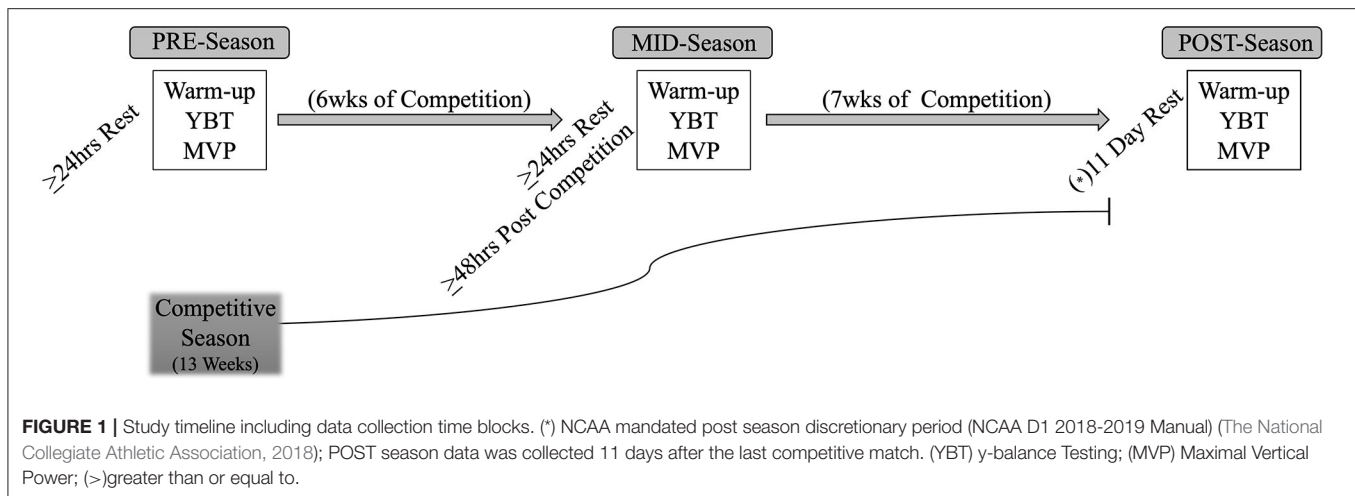 PRE-Season
MID-Season
POST-Season
≥24hrs Rest
Warm-up
YBT
MVP
(6wks of Competition)
≥24hrs Rest
≥48hrs Post Competition
Warm-up
YBT
MVP
(7wks of Competition)
(*)11 Day Rest
Warm-up
YBT
MVP
Competitive
Season
(13 Weeks)
FIGURE 1 | Study timeline including data collection time blocks. (*) NCAA mandated post season discretionary period (NCAA D1 2018-2019 Manual) (The National
Collegiate Athletic Association, 2018); POST season data was collected 11 days after the last competitive match. (YBT) y-balance Testing; (MVP) Maximal Vertical
Power; (>)greater than or equal to.